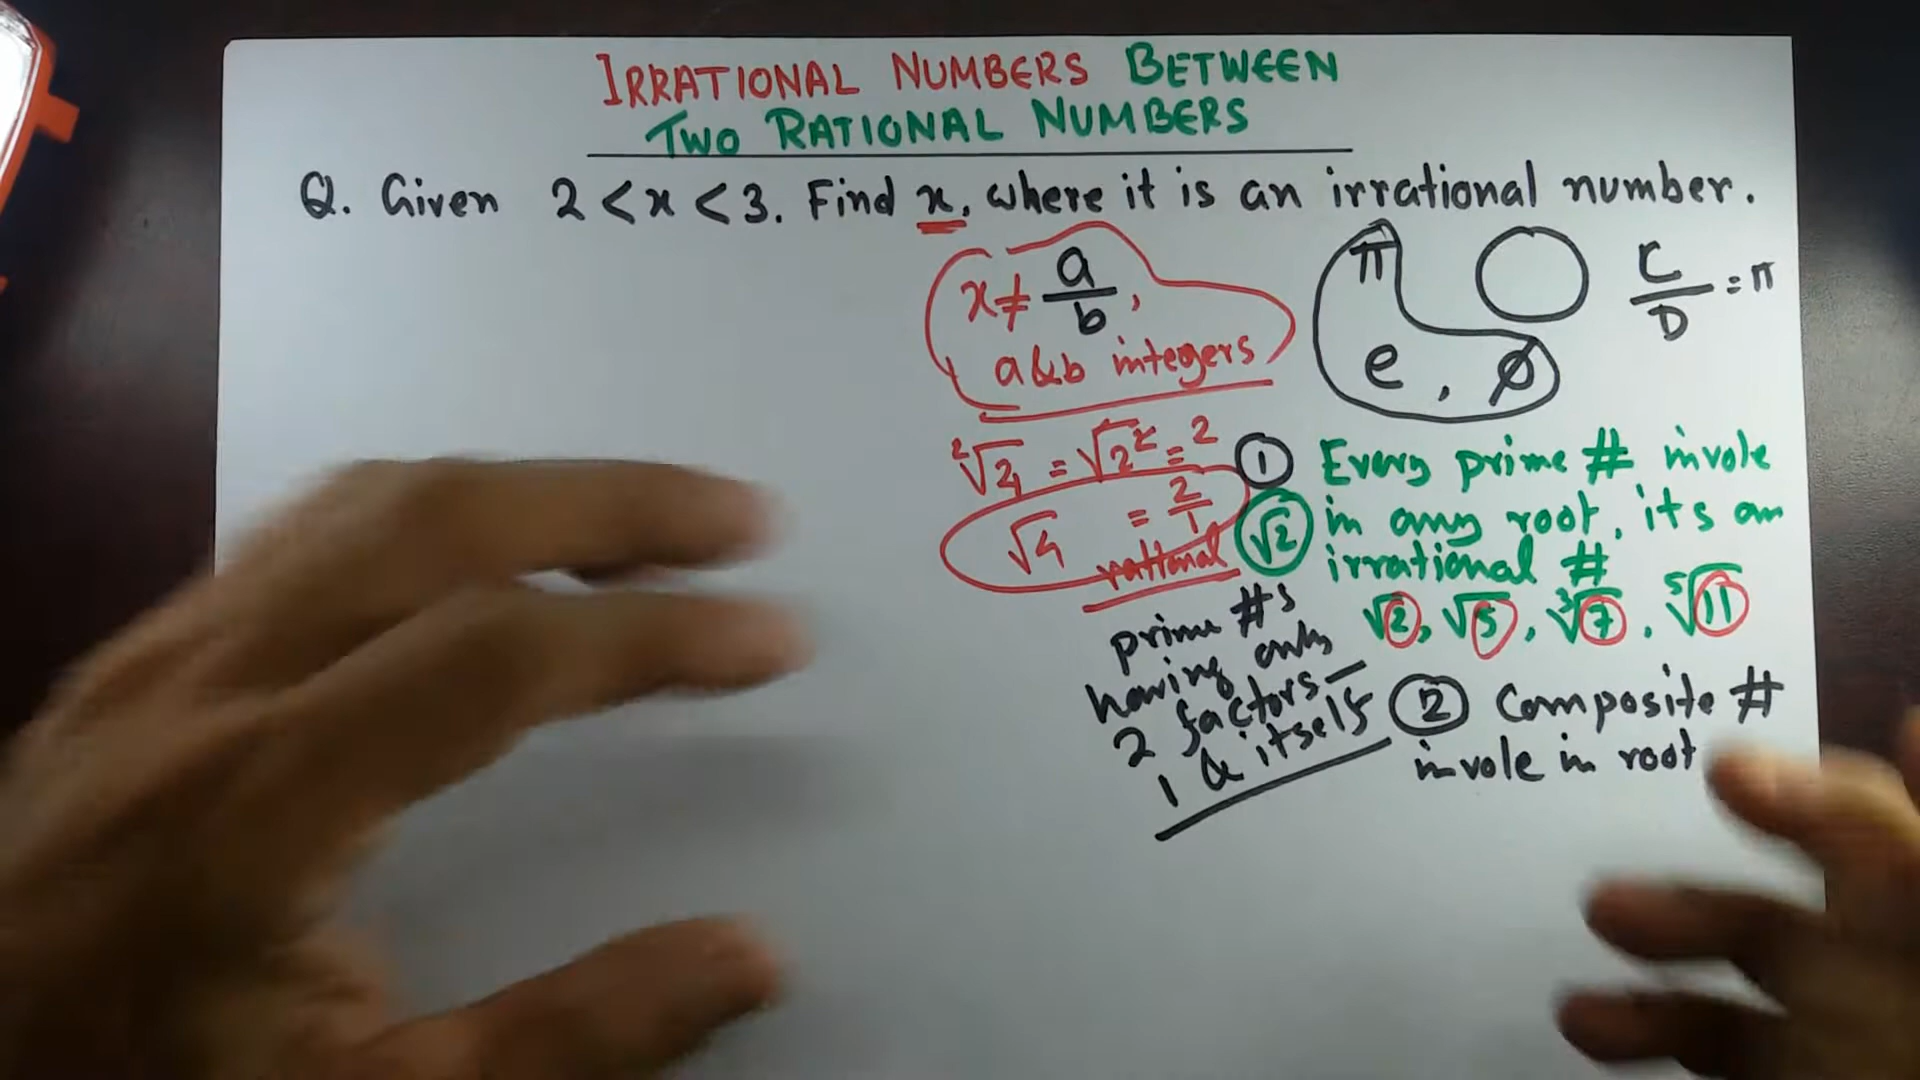 IRRATIONAL NUMBERS BETWEEN
TWO RATIONAL NUMBERS
Q. Given 2 < x < 3. Find x, where it is an irrational number.
x ≠ a/b,
a & b integers
π
e, ø
C/D = π
²√4 = √2² = 2
√4 = 2/1
rational
① Every prime # invole
√2 in any root, its an
irrational #
√2, √5, ³√7, ⁵√11
prime #s
having only
2 factors –
1 & itself
② Composite #
invole in root